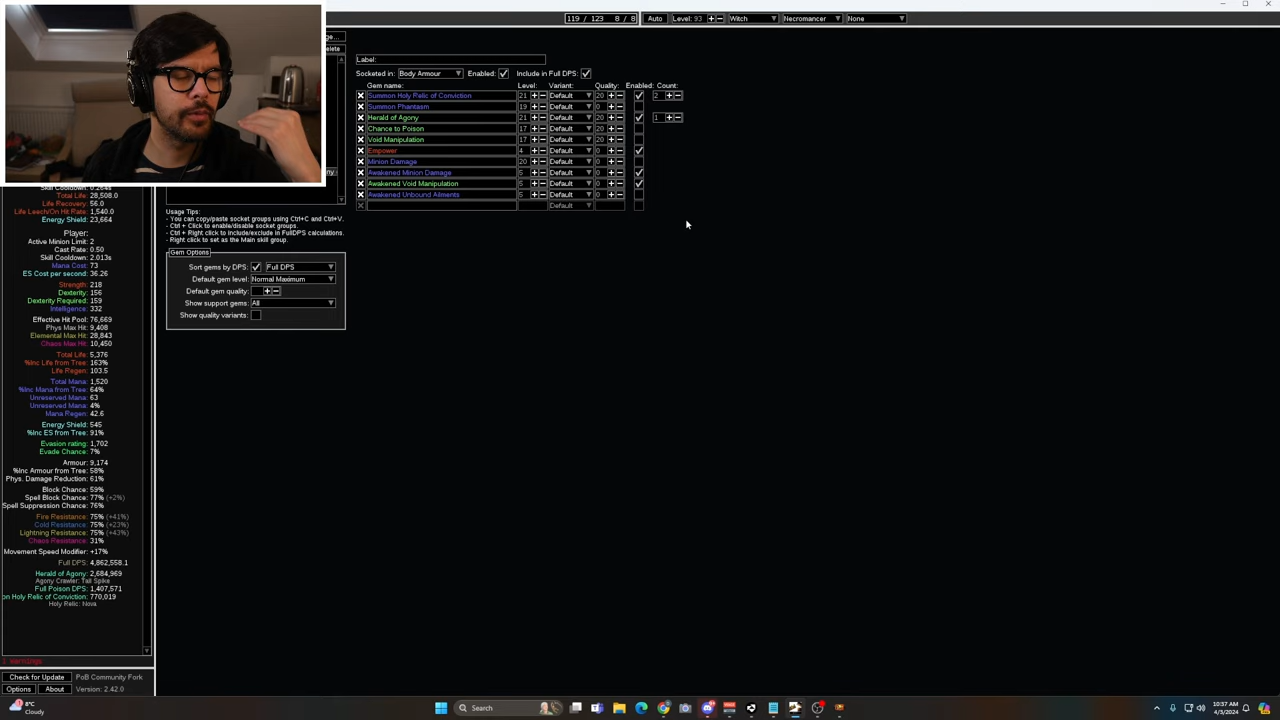 119 / 123 8 / 8 Auto Level: 93 Witch Necromancer None
Label:
Socketed in: Body Armour Enabled: Include in Full DPS:
Gem name: Level: Variant: Quality: Enabled: Count:
Summon Holy Relic of Conviction 21 Default 20 2
Summon Phantasm 19 Default 0
Herald of Agony 21 Default 20 1
Chance to Poison 17 Default 20
Void Manipulation 17 Default 20
Empower 4 Default 0
Minion Damage 20 Default 0
Awakened Minion Damage 5 Default 0
Awakened Void Manipulation 5 Default 0
Awakened Unbound Ailments 5 Default 0
Default
Usage Tips:
- You can copy/paste socket groups using Ctrl+C and Ctrl+V.
- Ctrl + Click to enable/disable socket groups.
- Ctrl + Right click to include/exclude in FullDPS calculations.
- Right click to set as the Main skill group.
Gem Options
Sort gems by DPS: Full DPS
Default gem level: Normal Maximum
Default gem quality:
Show support gems: All
Show quality variants:
Skill Cooldown: 0.264s
Total Life: 28,508.0
Life Recovery: 56.0
Life Leech/On Hit Rate: 1,540.0
Energy Shield: 23,664
Player:
Active Minion Limit: 2
Cast Rate: 0.50
Skill Cooldown: 2.013s
Mana Cost: 73
ES Cost per second: 36.26
Strength: 218
Dexterity: 156
Dexterity Required: 159
Intelligence: 332
Effective Hit Pool: 76,669
Phys Max Hit: 9,408
Elemental Max Hit: 28,843
Chaos Max Hit: 10,450
Total Life: 5,376
%Inc Life from Tree: 163%
Life Regen: 103.5
Total Mana: 1,520
%Inc Mana from Tree: 64%
Unreserved Mana: 63
Unreserved Mana: 4%
Mana Regen: 42.6
Energy Shield: 545
%Inc ES from Tree: 91%
Evasion rating: 1,702
Evade Chance: 7%
Armour: 9,174
%Inc Armour from Tree: 58%
Phys. Damage Reduction: 61%
Block Chance: 59%
Spell Block Chance: 77% (+2%)
Spell Suppression Chance: 76%
Fire Resistance: 75% (+41%)
Cold Resistance: 75% (+23%)
Lightning Resistance: 75% (+43%)
Chaos Resistance: 31%
Movement Speed Modifier: +17%
Full DPS: 4,862,558.1
Herald of Agony: 2,684,969
Agony Crawler: Tail Spike
Full Poison DPS: 1,407,571
on Holy Relic of Conviction: 770,019
Holy Relic: Nova
Warnings
Check for Update PoB Community Fork
Options About Version: 2.42.0
8°C
Cloudy
Search
10:37 AM
4/3/2024